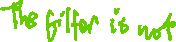 The filter is not